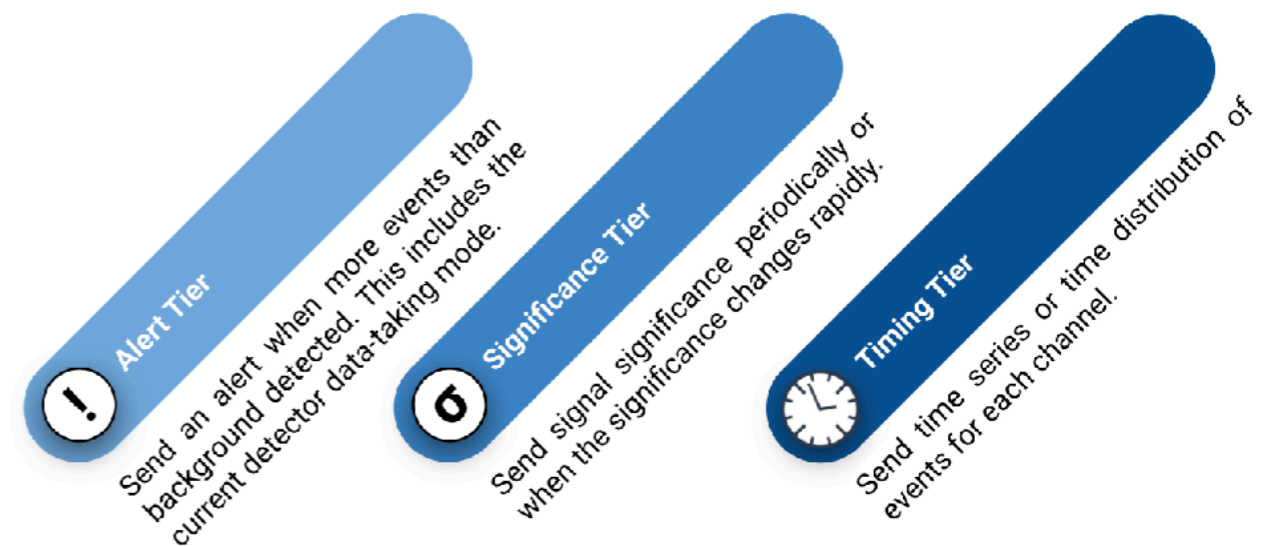 Alert Tier
!
Send an alert when more events than
background detected. This includes the
current detector data-taking mode.
Significance Tier
σ
Send signal significance periodically or
when the significance changes rapidly.
Timing Tier
Send time series or time distribution of
events for each channel.